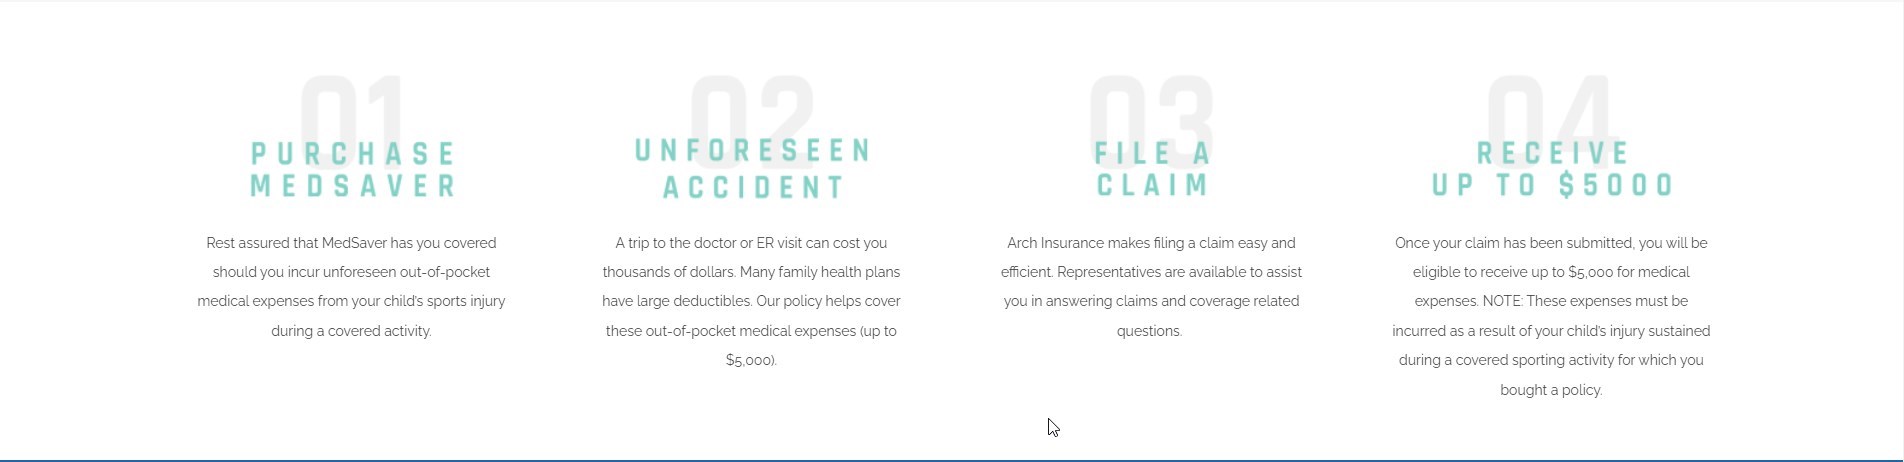 01
PURCHASE
MEDSAVER
Rest assured that MedSaver has you covered
should you incur unforeseen out-of-pocket
medical expenses from your child's sports injury
during a covered activity.
02
UNFORESEEN
ACCIDENT
A trip to the doctor or ER visit can cost you
thousands of dollars. Many family health plans
have large deductibles. Our policy helps cover
these out-of-pocket medical expenses (up to
$5,000).
03
FILE A
CLAIM
Arch Insurance makes filing a claim easy and
efficient. Representatives are available to assist
you in answering claims and coverage related
questions.
04
RECEIVE
UP TO $5000
Once your claim has been submitted, you will be
eligible to receive up to $5,000 for medical
expenses. NOTE: These expenses must be
incurred as a result of your child's injury sustained
during a covered sporting activity for which you
bought a policy.